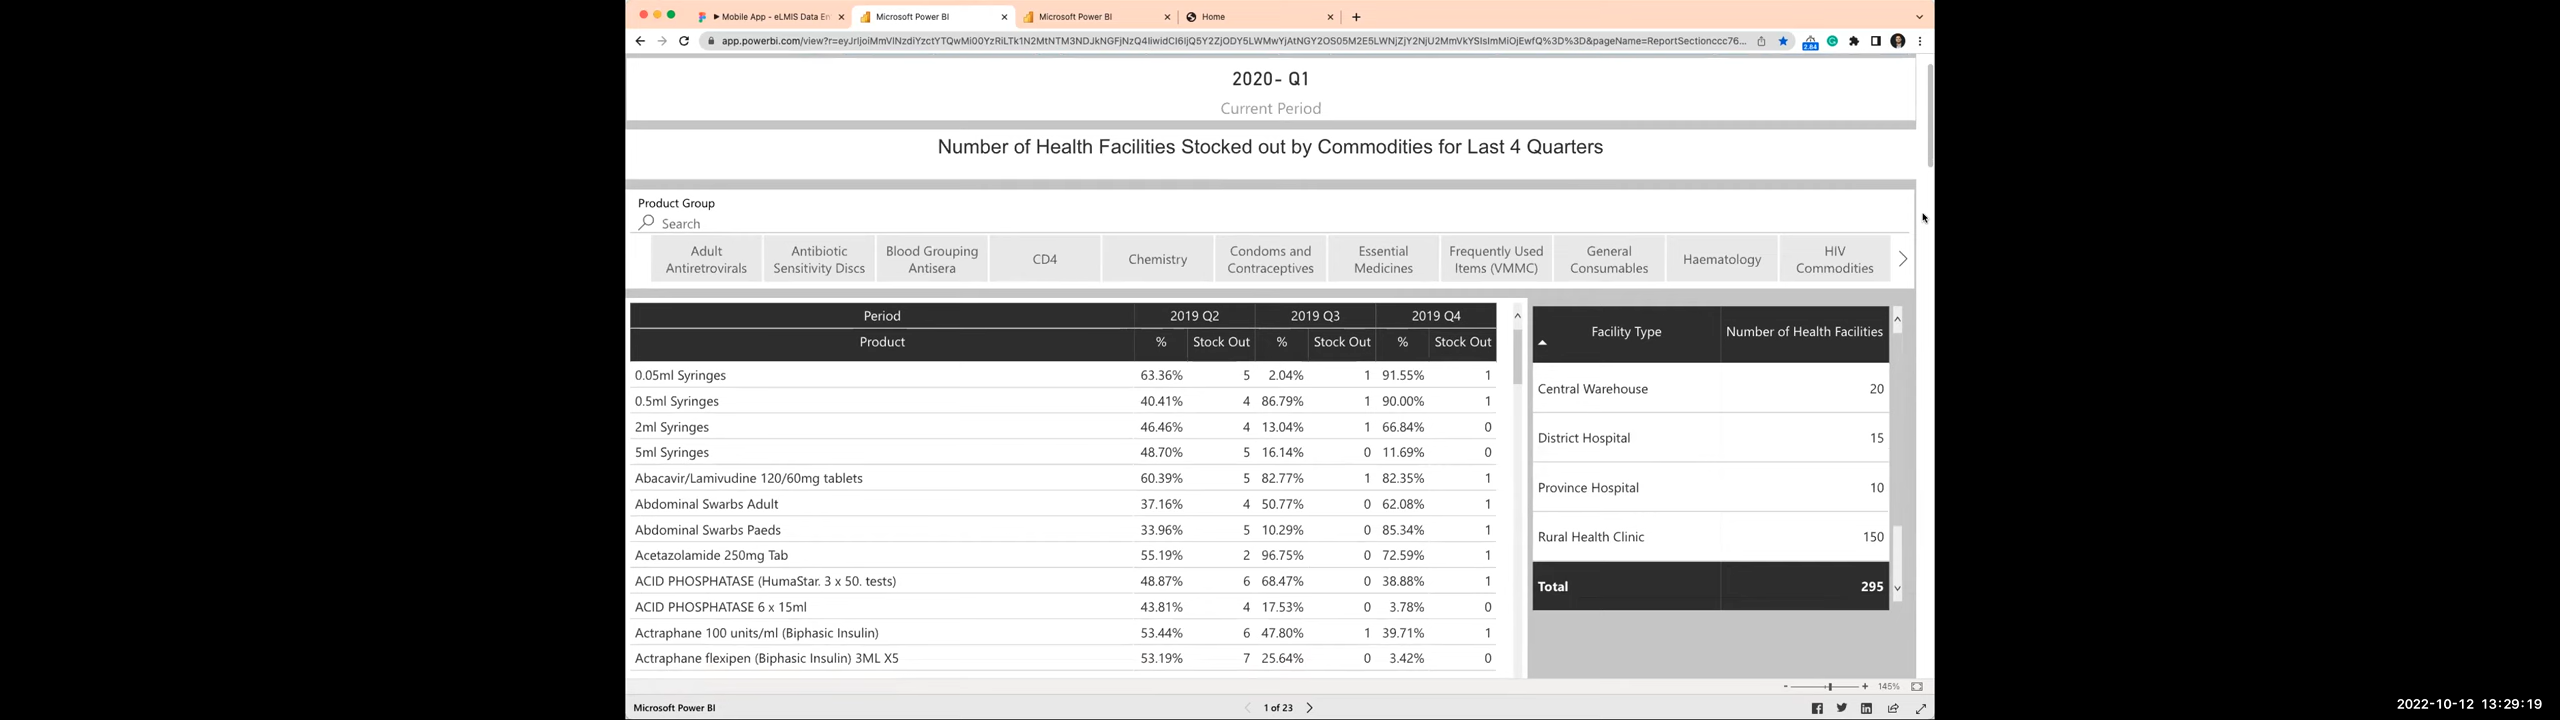 Mobile App - eLMIS Data En
Microsoft Power BI
Microsoft Power BI
Home
2020- Q1
Current Period
Number of Health Facilities Stocked out by Commodities for Last 4 Quarters
Product Group
Search
Adult Antiretrovirals
Antibiotic Sensitivity Discs
Blood Grouping Antisera
CD4
Chemistry
Condoms and Contraceptives
Essential Medicines
Frequently Used Items (VMMC)
General Consumables
Haematology
HIV Commodities
Period 2019 Q2 2019 Q3 2019 Q4
Product % Stock Out % Stock Out % Stock Out
0.05ml Syringes 63.36% 5 2.04% 1 91.55% 1
0.5ml Syringes 40.41% 4 86.79% 1 90.00% 1
2ml Syringes 46.46% 4 13.04% 1 66.84% 0
5ml Syringes 48.70% 5 16.14% 0 11.69% 0
Abacavir/Lamivudine 120/60mg tablets 60.39% 5 82.77% 1 82.35% 1
Abdominal Swarbs Adult 37.16% 4 50.77% 0 62.08% 1
Abdominal Swarbs Paeds 33.96% 5 10.29% 0 85.34% 1
Acetazolamide 250mg Tab 55.19% 2 96.75% 0 72.59% 1
ACID PHOSPHATASE (HumaStar. 3 x 50. tests) 48.87% 6 68.47% 0 38.88% 1
ACID PHOSPHATASE 6 x 15ml 43.81% 4 17.53% 0 3.78% 0
Actraphane 100 units/ml (Biphasic Insulin) 53.44% 6 47.80% 1 39.71% 1
Actraphane flexipen (Biphasic Insulin) 3ML X5 53.19% 7 25.64% 0 3.42% 0
Facility Type Number of Health Facilities
Central Warehouse 20
District Hospital 15
Province Hospital 10
Rural Health Clinic 150
Total 295
- + 145%
Microsoft Power BI
1 of 23
2022-10-12 13:29:19